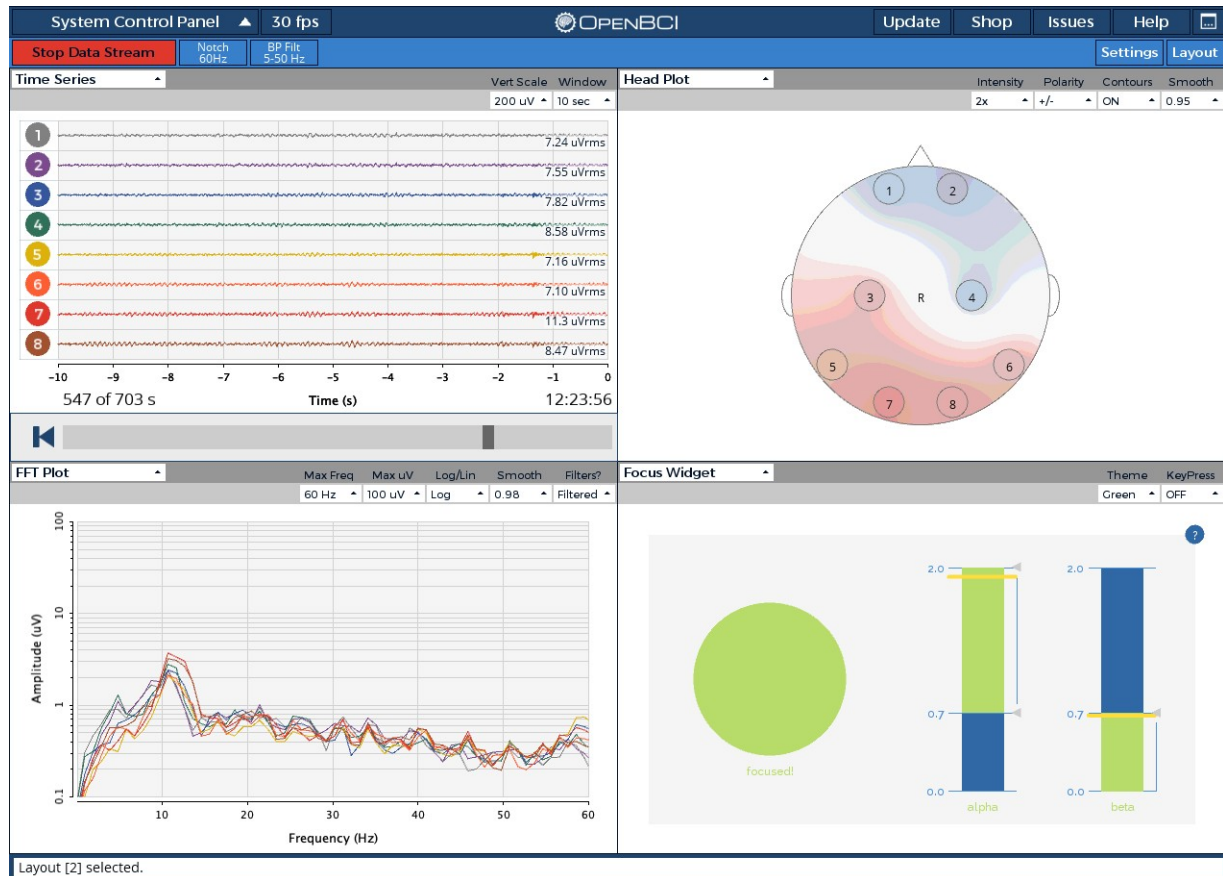 System Control Panel 30 fps OPENBCI Update Shop Issues Help
Stop Data Stream Notch 60Hz BP Filt 5-50 Hz Settings Layout
Time Series
Vert Scale Window
200 uV 10 sec
1 7.24 uVrms
2 7.55 uVrms
3 7.82 uVrms
4 8.58 uVrms
5 7.16 uVrms
6 7.10 uVrms
7 11.3 uVrms
8 8.47 uVrms
-10 -9 -8 -7 -6 -5 -4 -3 -2 -1 0
547 of 703 s Time (s) 12:23:56
Head Plot
Intensity Polarity Contours Smooth
2x +/- ON 0.95
1 2
3 R 4
5 6
7 8
FFT Plot
Max Freq Max uV Log/Lin Smooth Filters?
60 Hz 100 uV Log 0.98 Filtered
Amplitude (uV)
100
10
1
0.1
10 20 30 40 50 60
Frequency (Hz)
Focus Widget
Theme KeyPress
Green OFF
?
2.0 2.0
0.7 0.7
focused!
0.0 0.0
alpha beta
Layout [2] selected.